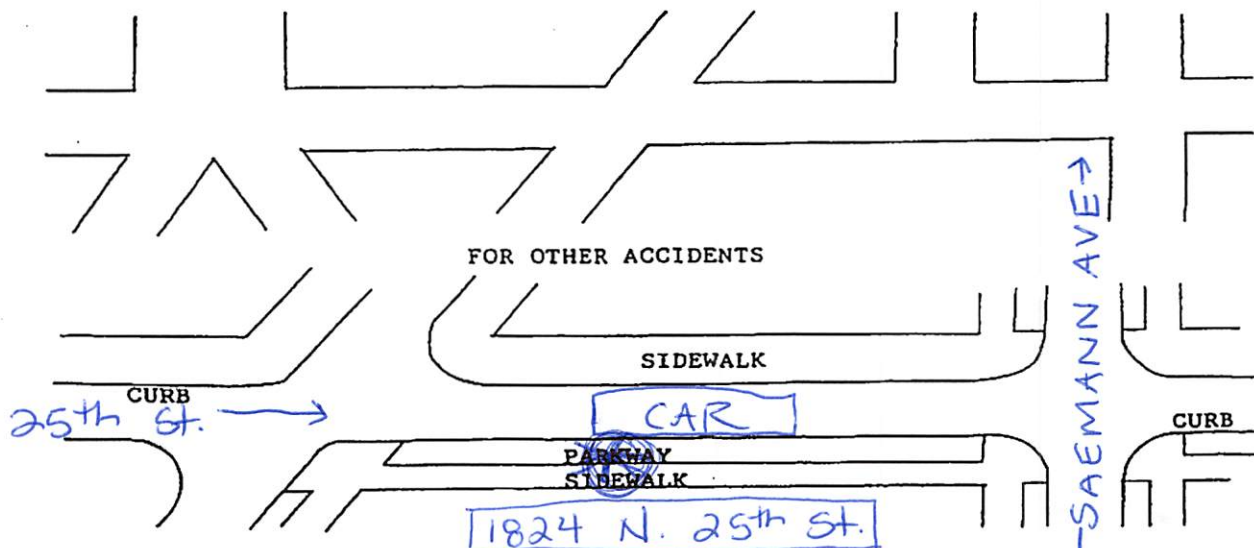 FOR OTHER ACCIDENTS
SIDEWALK
CURB
25th St. →
CAR
CURB
PARKWAY
SIDEWALK
1824 N. 25th St.
SAEMANN AVE →